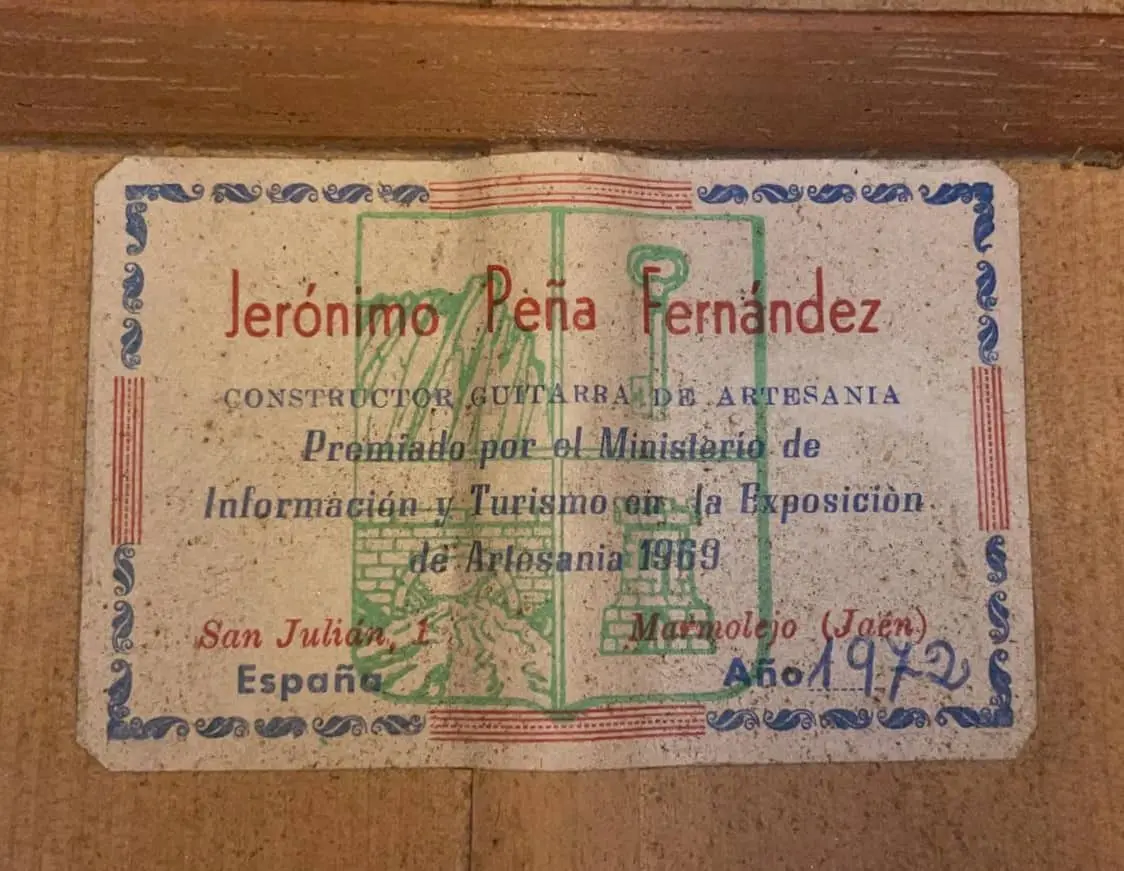 Jerónimo Peña Fernández
CONSTRUCTOR GUITARRA DE ARTESANIA
Premiado por el Ministerio de
Información y Turismo en la Exposiciòn
de Artesania 1969
San Julián, 1 Marmolejo (Jaén)
España Año 1972